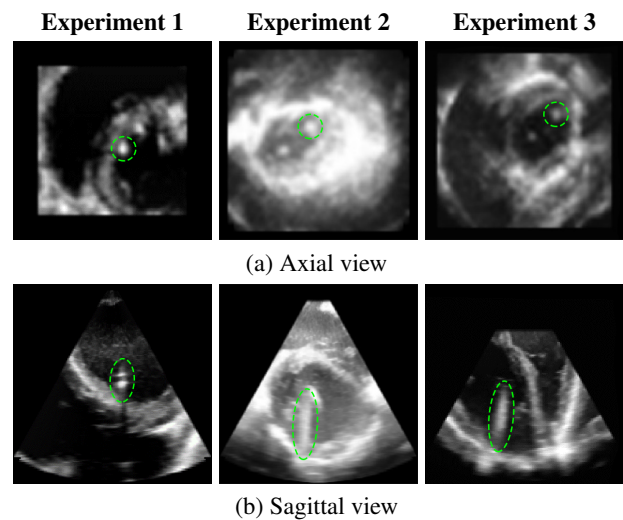 Experiment 1 Experiment 2 Experiment 3
(a) Axial view
(b) Sagittal view